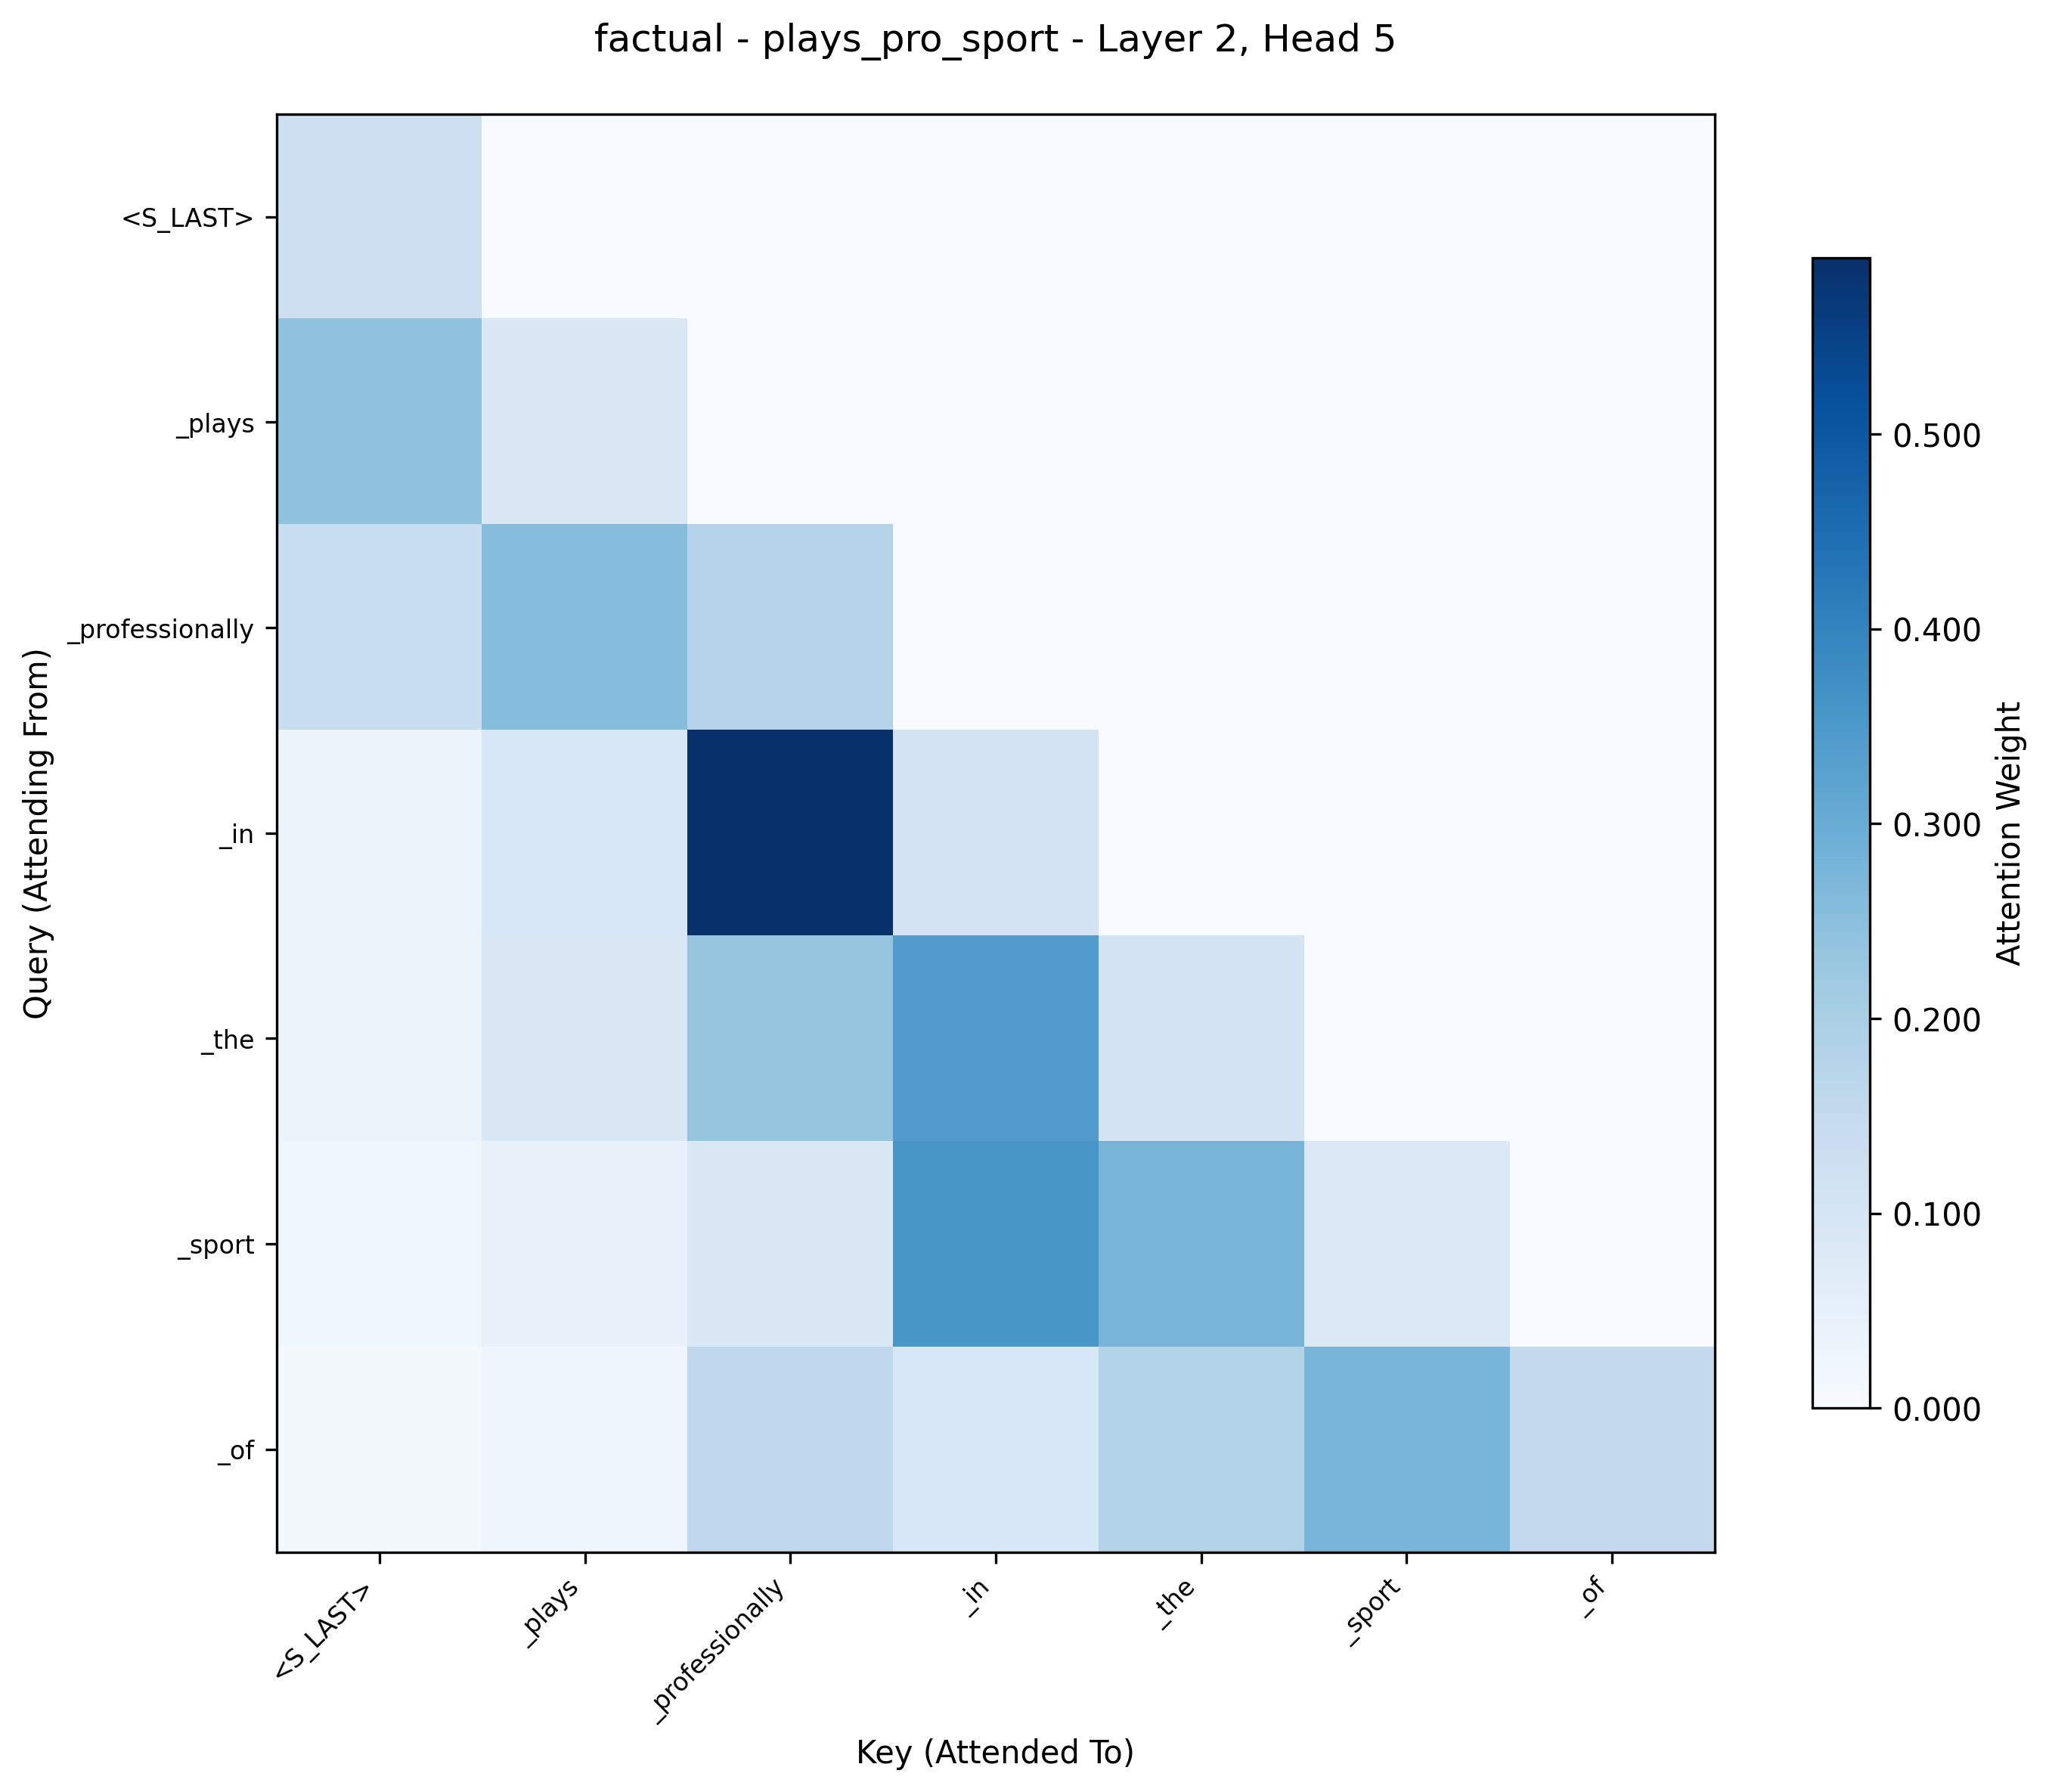 factual - plays_pro_sport - Layer 2, Head 5
Query (Attending From)
<S_LAST>
_plays
_professionally
_in
_the
_sport
_of
<S_LAST>
_plays
_professionally
_in
_the
_sport
_of
Key (Attended To)
0.500
0.400
0.300
0.200
0.100
0.000
Attention Weight